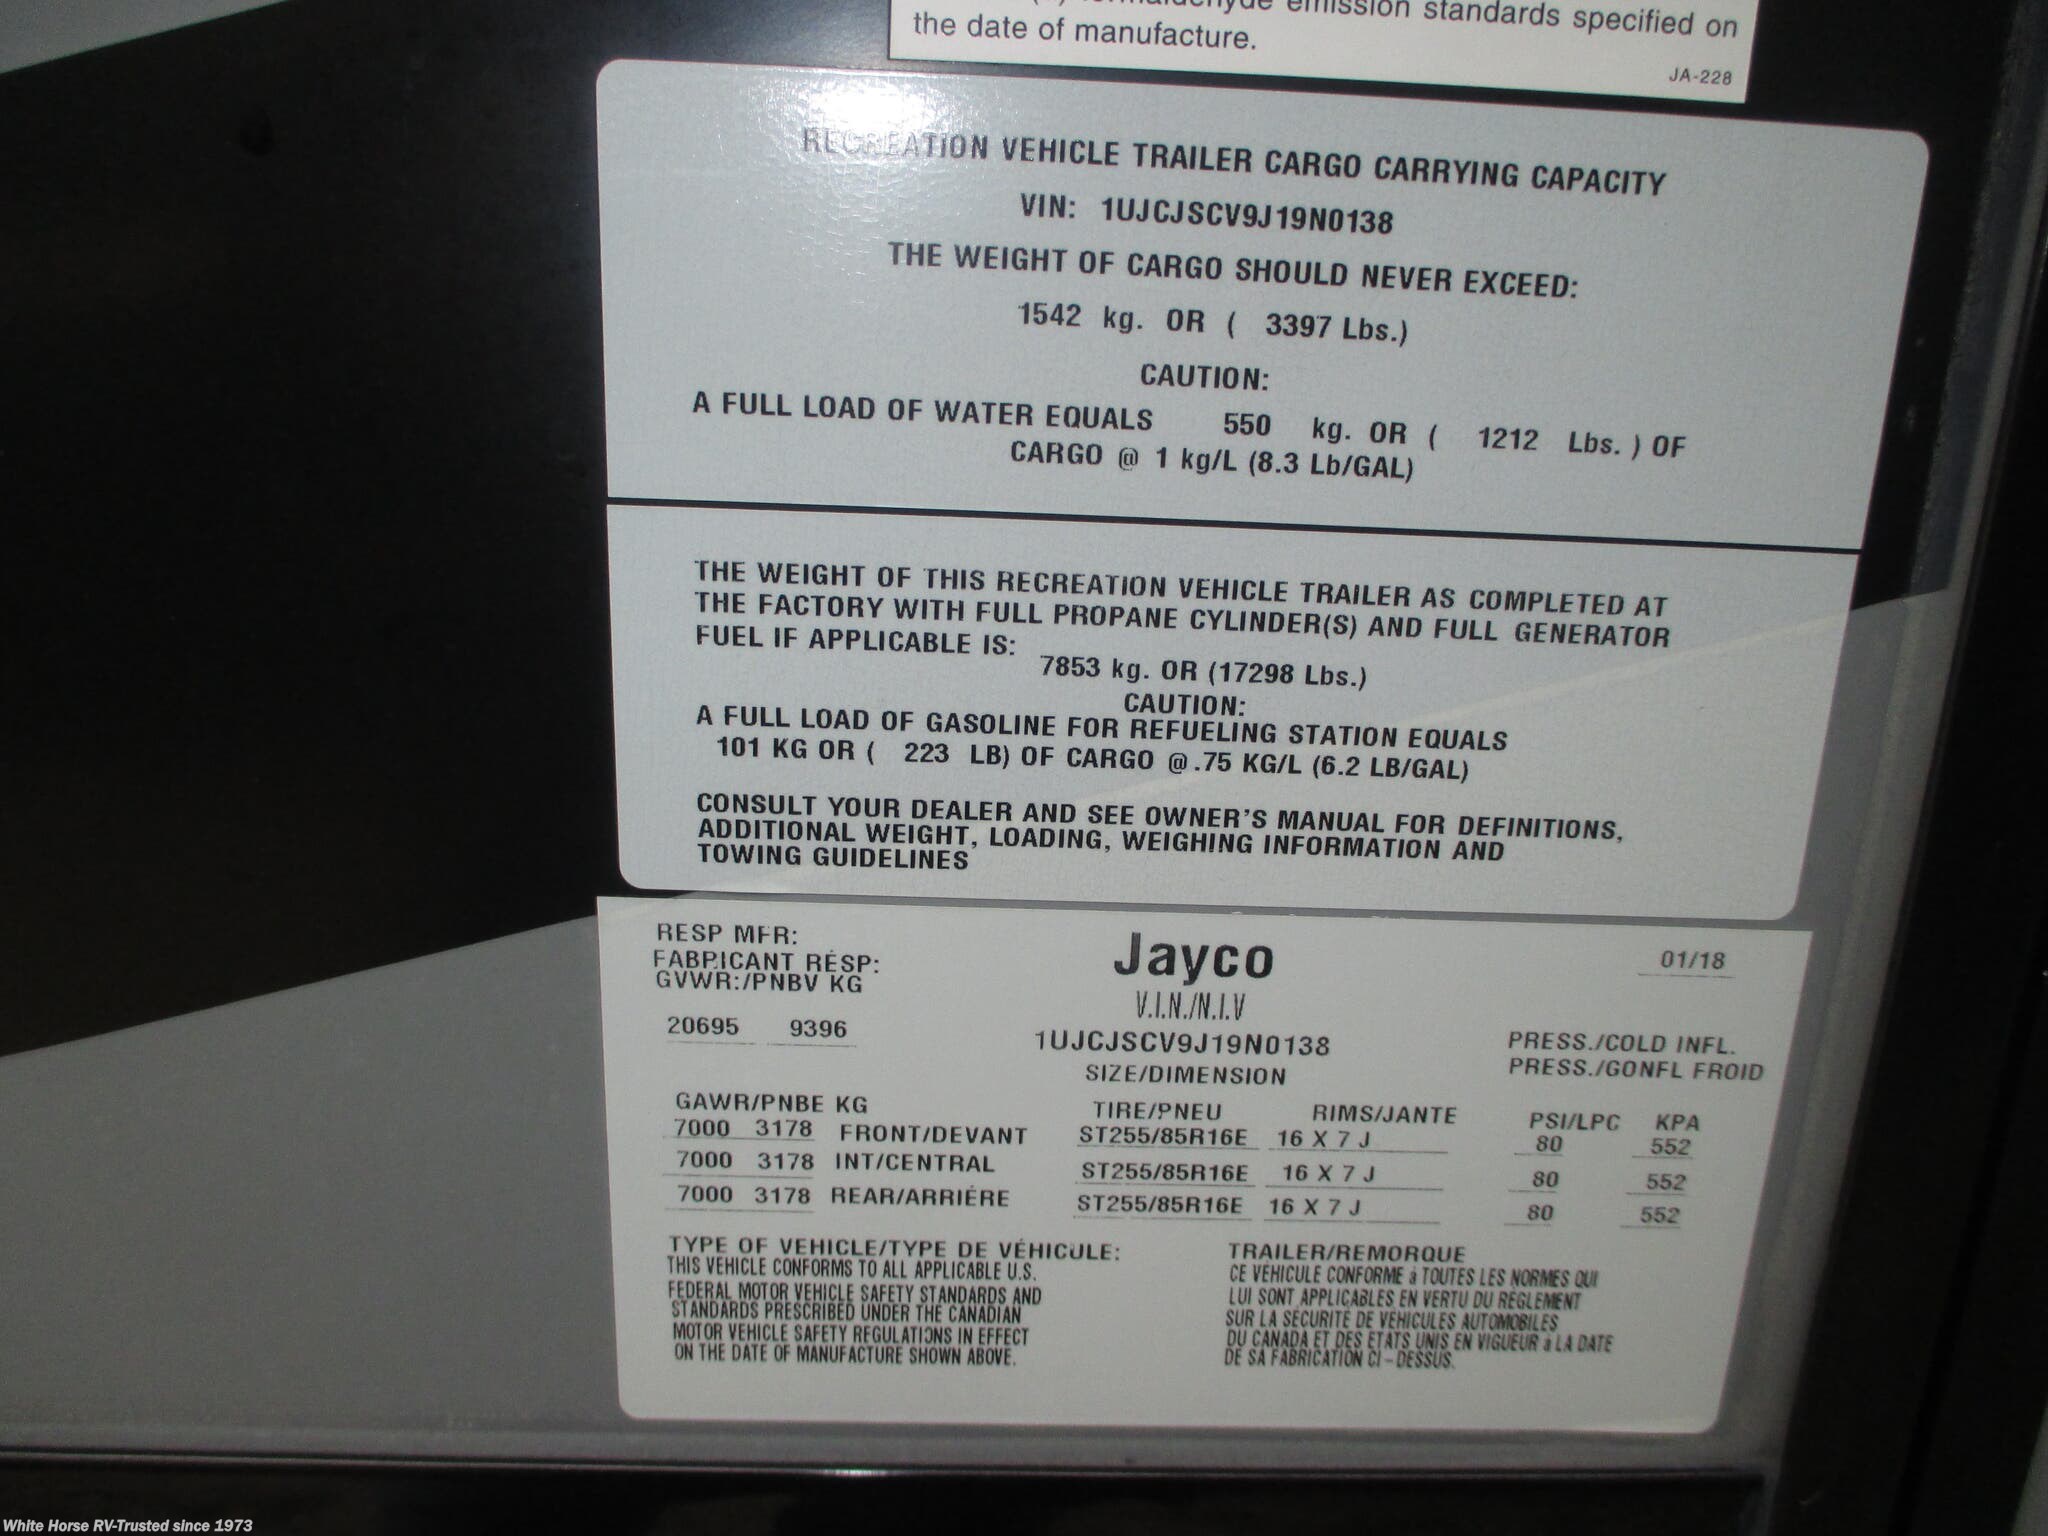 emission standards specified on
the date of manufacture.
JA-228
RECREATION VEHICLE TRAILER CARGO CARRYING CAPACITY
VIN: 1UJCJSCV9J19N0138
THE WEIGHT OF CARGO SHOULD NEVER EXCEED:
1542 kg. OR ( 3397 Lbs.)
CAUTION:
A FULL LOAD OF WATER EQUALS 550 kg. OR ( 1212 Lbs. ) OF
CARGO @ 1 kg/L (8.3 Lb/GAL)
THE WEIGHT OF THIS RECREATION VEHICLE TRAILER AS COMPLETED AT
THE FACTORY WITH FULL PROPANE CYLINDER(S) AND FULL GENERATOR
FUEL IF APPLICABLE IS:
7853 kg. OR (17298 Lbs.)
CAUTION:
A FULL LOAD OF GASOLINE FOR REFUELING STATION EQUALS
101 KG OR ( 223 LB) OF CARGO @ .75 KG/L (6.2 LB/GAL)
CONSULT YOUR DEALER AND SEE OWNER'S MANUAL FOR DEFINITIONS,
ADDITIONAL WEIGHT, LOADING, WEIGHING INFORMATION AND
TOWING GUIDELINES
RESP MFR: Jayco 01/18
FABRICANT RESP:
GVWR:/PNBV KG V.I.N./N.I.V
20695 9396 1UJCJSCV9J19N0138 PRESS./COLD INFL.
SIZE/DIMENSION PRESS./GONFL FROID
GAWR/PNBE KG TIRE/PNEU RIMS/JANTE PSI/LPC KPA
7000 3178 FRONT/DEVANT ST255/85R16E 16 X 7 J 80 552
7000 3178 INT/CENTRAL ST255/85R16E 16 X 7 J 80 552
7000 3178 REAR/ARRIÉRE ST255/85R16E 16 X 7 J 80 552
TYPE OF VEHICLE/TYPE DE VÉHICULE: TRAILER/REMORQUE
THIS VEHICLE CONFORMS TO ALL APPLICABLE U.S.
FEDERAL MOTOR VEHICLE SAFETY STANDARDS AND
STANDARDS PRESCRIBED UNDER THE CANADIAN
MOTOR VEHICLE SAFETY REGULATIONS IN EFFECT
ON THE DATE OF MANUFACTURE SHOWN ABOVE.
CE VÉHICULE CONFORME à TOUTES LES NORMES QUI
LUI SONT APPLICABLES EN VERTU DU RÉGLEMENT
SUR LA SÉCURITÉ DE VÉHICULES AUTOMOBILES
DU CANADA ET DES ETATS UNIS EN VIGUEUR à LA DATE
DE SA FABRICATION CI-DESSUS.
White Horse RV-Trusted since 1973